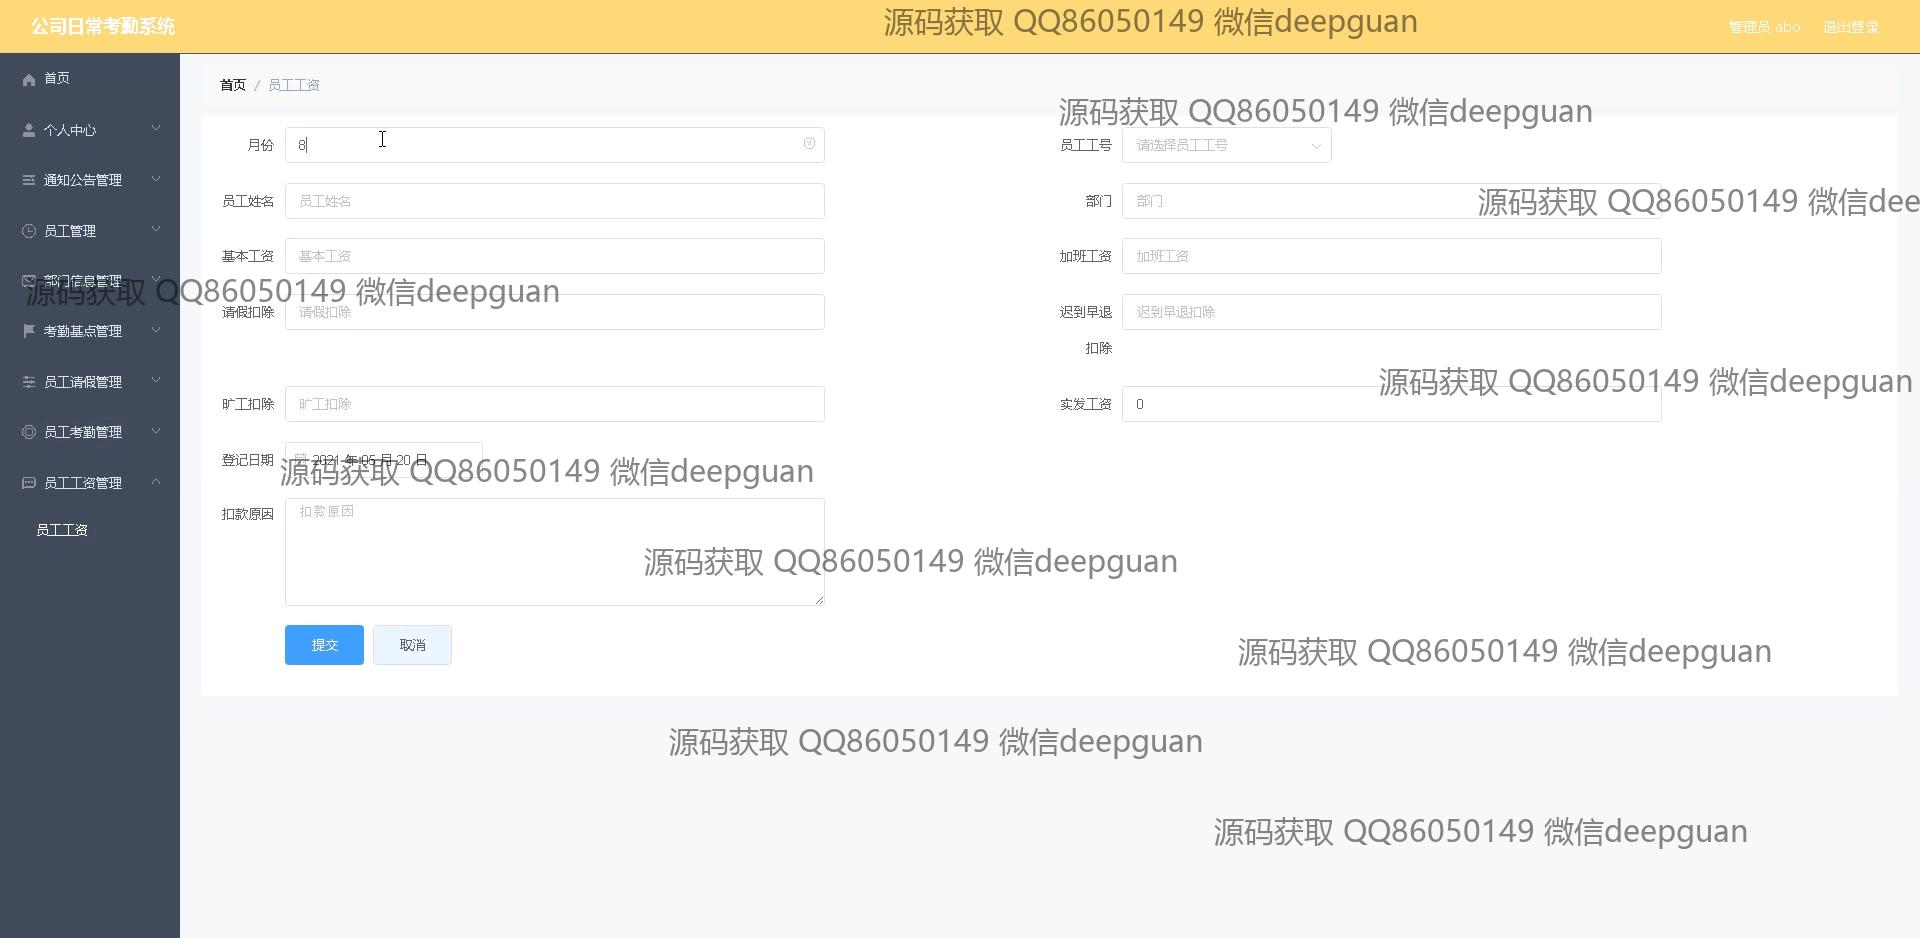 公司日常考勤系统
源码获取 QQ86050149 微信deepguan
管理员 abo
退出登录
首页
个人中心
通知公告管理
员工管理
部门信息管理
考勤基点管理
员工请假管理
员工考勤管理
员工工资管理
员工工资
首页 / 员工工资
源码获取 QQ86050149 微信deepguan
月份 8
员工工号 请选择员工工号
员工姓名 员工姓名
部门 部门
源码获取 QQ86050149 微信dee
基本工资 基本工资
加班工资 加班工资
源码获取 QQ86050149 微信deepguan
请假扣除 请假扣除
迟到早退扣除 迟到早退扣除
源码获取 QQ86050149 微信deepguan
旷工扣除 旷工扣除
实发工资 0
登记日期 2021 年 05 月 20 日
源码获取 QQ86050149 微信deepguan
扣款原因 扣款原因
源码获取 QQ86050149 微信deepguan
提交
取消
源码获取 QQ86050149 微信deepguan
源码获取 QQ86050149 微信deepguan
源码获取 QQ86050149 微信deepguan